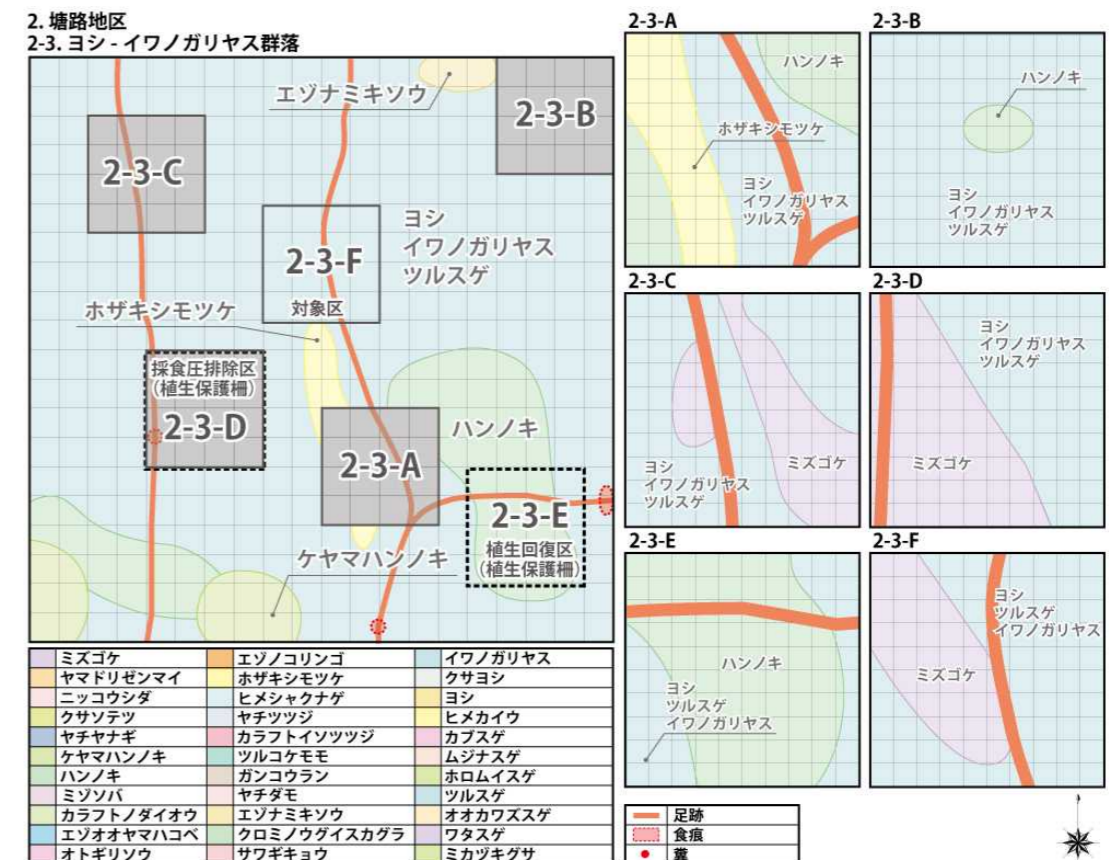 2. 塘路地区
2-3. ヨシ - イワノガリヤス群落
エゾナミキソウ
2-3-B
2-3-C
2-3-F
対象区
ヨシ
イワノガリヤス
ツルスゲ
ホザキシモツケ
採食圧排除区
(植生保護柵)
2-3-D
ハンノキ
2-3-A
2-3-E
植生回復区
(植生保護柵)
ケヤマハンノキ
2-3-A
ハンノキ
ホザキシモツケ
ヨシ
イワノガリヤス
ツルスゲ
2-3-B
ハンノキ
ヨシ
イワノガリヤス
ツルスゲ
2-3-C
ミズゴケ
ヨシ
イワノガリヤス
ツルスゲ
2-3-D
ヨシ
イワノガリヤス
ツルスゲ
ミズゴケ
2-3-E
ハンノキ
ヨシ
ツルスゲ
イワノガリヤス
2-3-F
ヨシ
ツルスゲ
イワノガリヤス
ミズゴケ
ミズゴケ エゾノコリンゴ イワノガリヤス
ヤマドリゼンマイ ホザキシモツケ クサヨシ
ニッコウシダ ヒメシャクナゲ ヨシ
クサソテツ ヤチツツジ ヒメカイウ
ヤチヤナギ カラフトイソツツジ カブスゲ
ケヤマハンノキ ツルコケモモ ムジナスゲ
ハンノキ ガンコウラン ホロムイスゲ
ミゾソバ ヤチダモ ツルスゲ
カラフトノダイオウ エゾナミキソウ オオカワズスゲ
エゾオオヤマハコベ クロミノウグイスカグラ ワタスゲ
オトギリソウ サワギキョウ ミカヅキグサ
足跡
食痕
糞